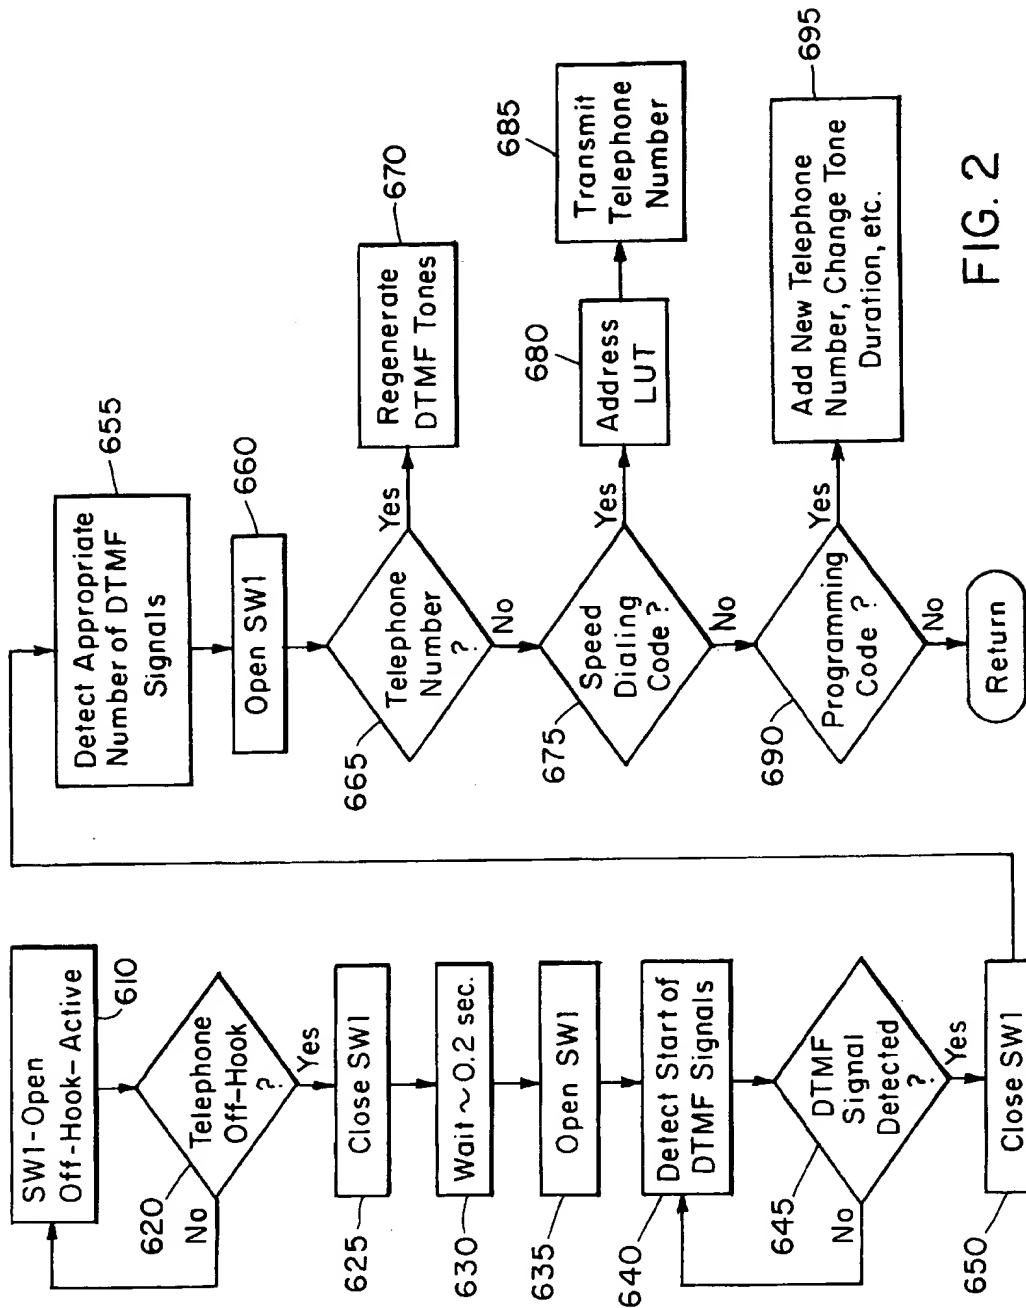 SW1-Open
Off-Hook-Active
610
Telephone
Off-Hook
?
620
No
Yes
Close SW1
625
Wait ~ 0.2 sec.
630
Open SW1
635
Detect Start of
DTMF Signals
640
DTMF
Signal
Detected
?
645
No
Yes
Close SW1
650
Detect Appropriate
Number of DTMF
Signals
655
Open SW1
660
Telephone
Number
?
665
Yes
No
Regenerate
DTMF Tones
670
Speed
Dialing
Code ?
675
Yes
No
Address
LUT
680
Transmit
Telephone
Number
685
Programming
Code ?
690
Yes
No
Add New Telephone
Number, Change Tone
Duration, etc.
695
Return
FIG. 2